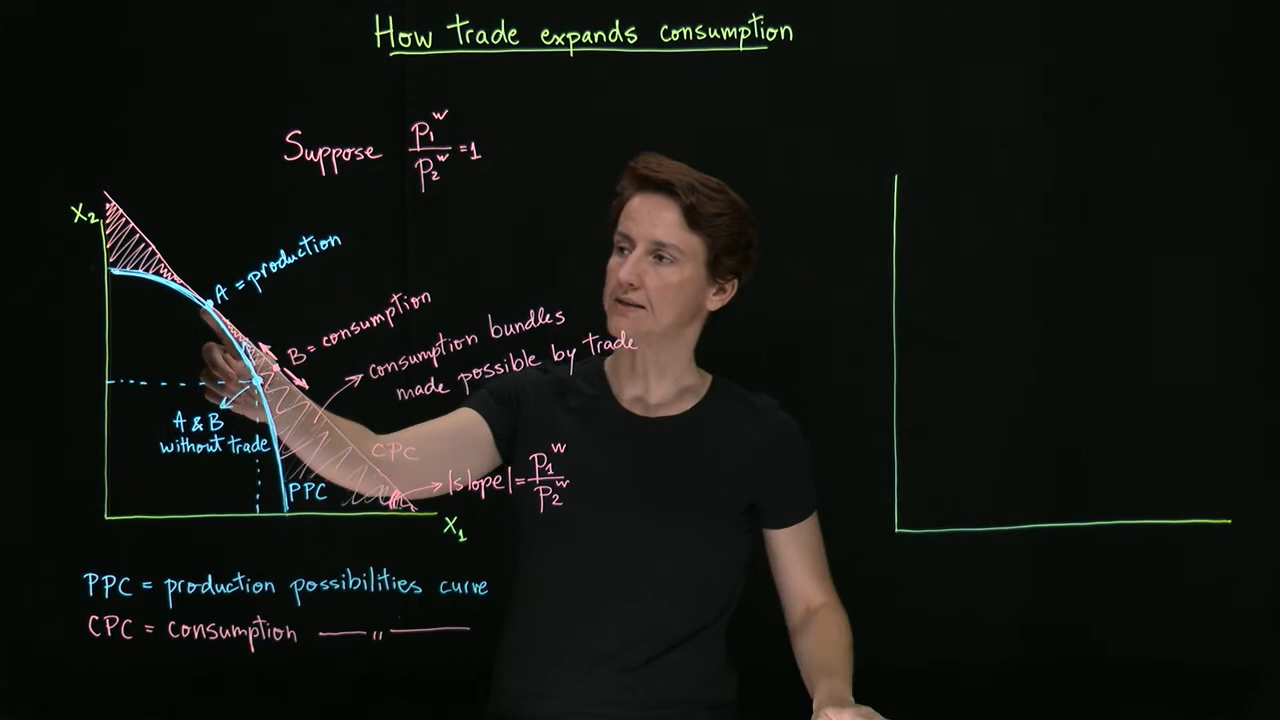 How trade expands consumption
Suppose p₁ʷ/p₂ʷ = 1
X₂
A = production
B = consumption
consumption bundles
made possible by trade
A & B
without trade
CPC
|slope| = p₁ʷ/p₂ʷ
PPC
X₁
PPC = production possibilities curve
CPC = consumption —— " ——